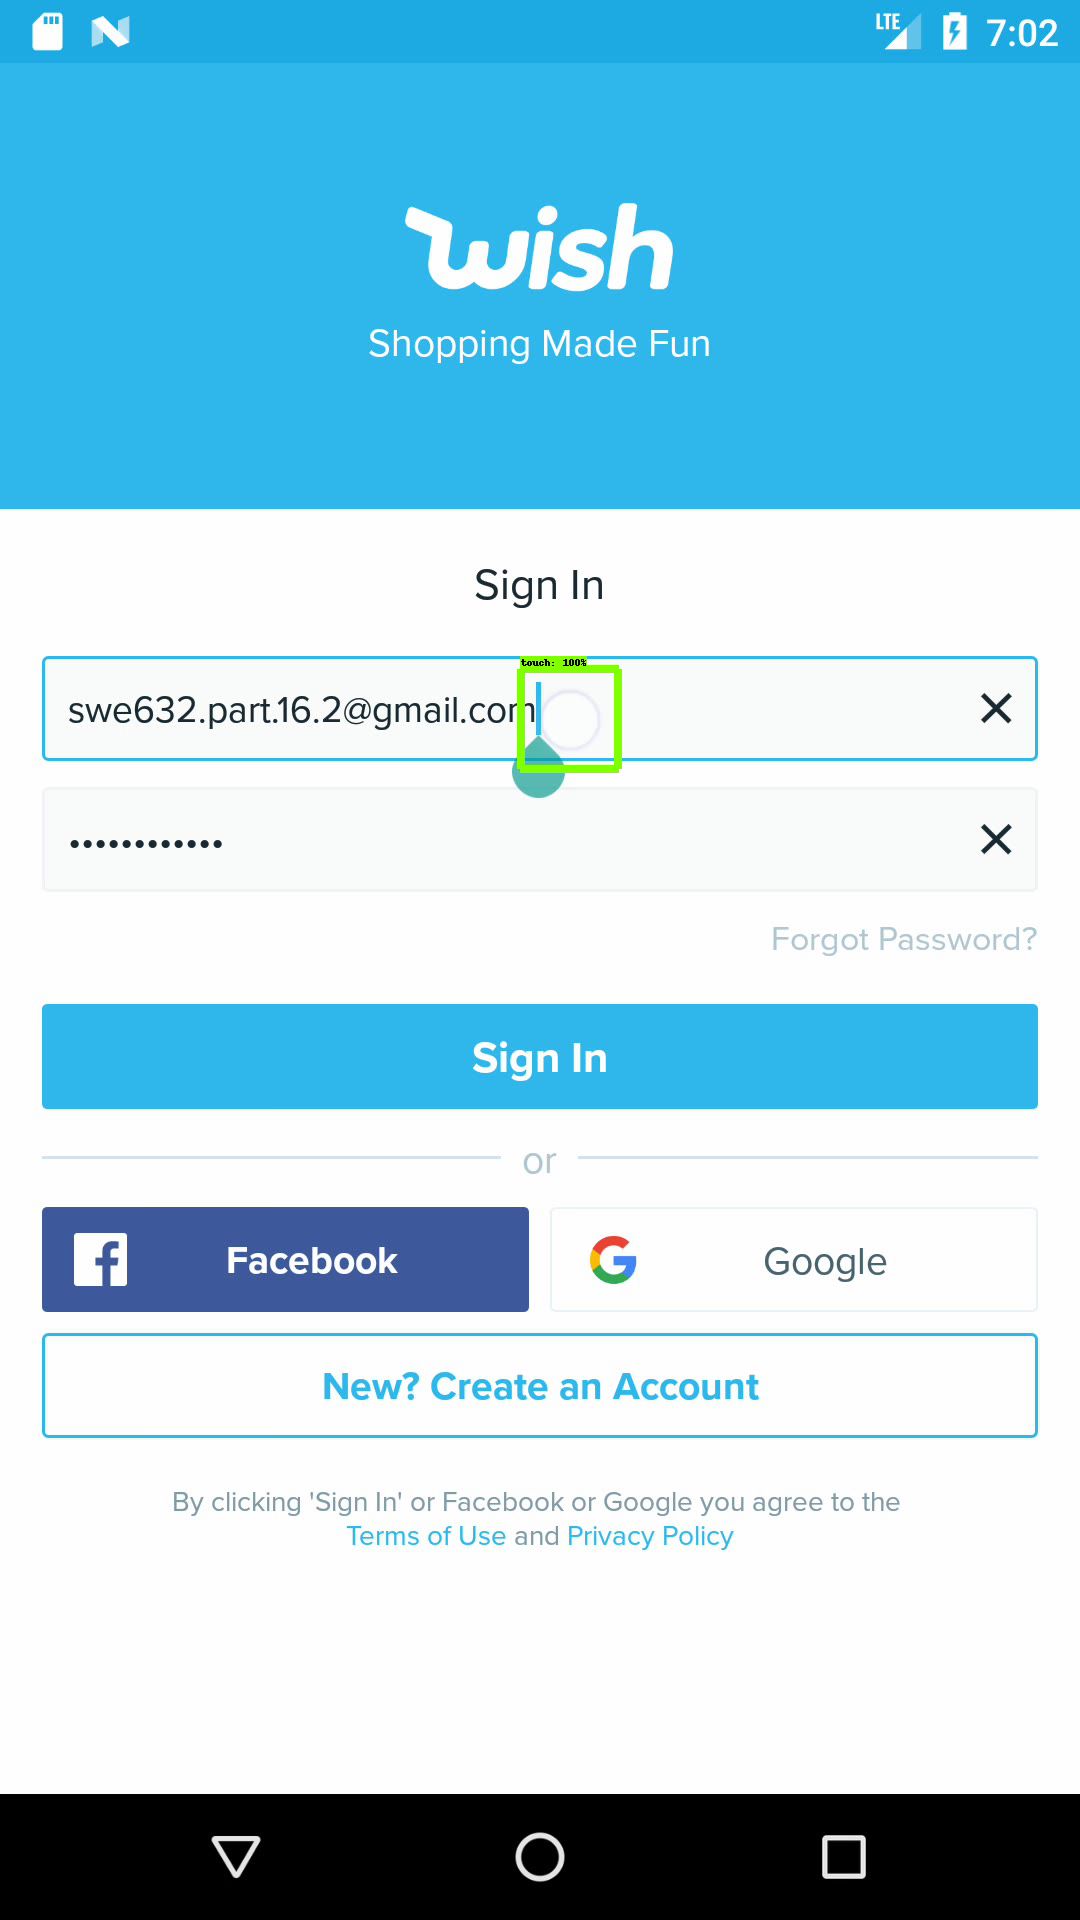 LTE 7:02
wish
Shopping Made Fun
Sign In
touch: 100%
swe632.part.16.2@gmail.com
••••••••••••
Forgot Password?
Sign In
or
Facebook
Google
New? Create an Account
By clicking 'Sign In' or Facebook or Google you agree to the
Terms of Use and Privacy Policy